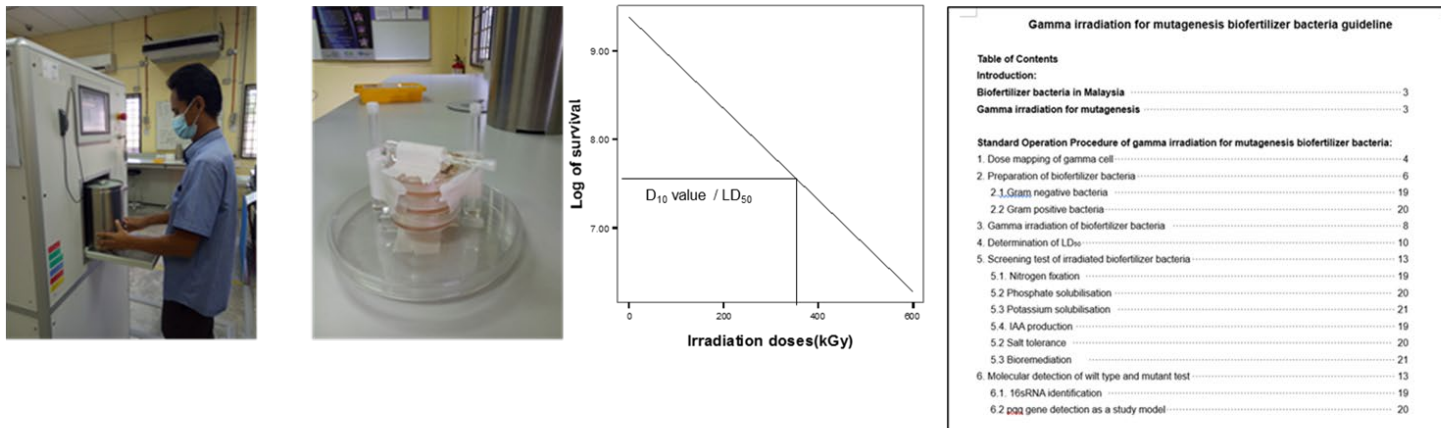 9.00
8.00
7.00
Log of survival
D10 value / LD50
0
200
400
600
Irradiation doses(kGy)
Gamma irradiation for mutagenesis biofertilizer bacteria guideline
Table of Contents
Introduction:
Biofertilizer bacteria in Malaysia 3
Gamma irradiation for mutagenesis 3
Standard Operation Procedure of gamma irradiation for mutagenesis biofertilizer bacteria:
1. Dose mapping of gamma cell 4
2. Preparation of biofertilizer bacteria 6
2.1.Gram negative bacteria 19
2.2 Gram positive bacteria 20
3. Gamma irradiation of biofertilizer bacteria 8
4. Determination of LD50 10
5. Screening test of irradiated biofertilizer bacteria 13
5.1. Nitrogen fixation 19
5.2 Phosphate solubilisation 20
5.3 Potassium solubilisation 21
5.4. IAA production 19
5.2 Salt tolerance 20
5.3 Bioremediation 21
6. Molecular detection of wilt type and mutant test 13
6.1. 16sRNA identification 19
6.2 pqq gene detection as a study model 20